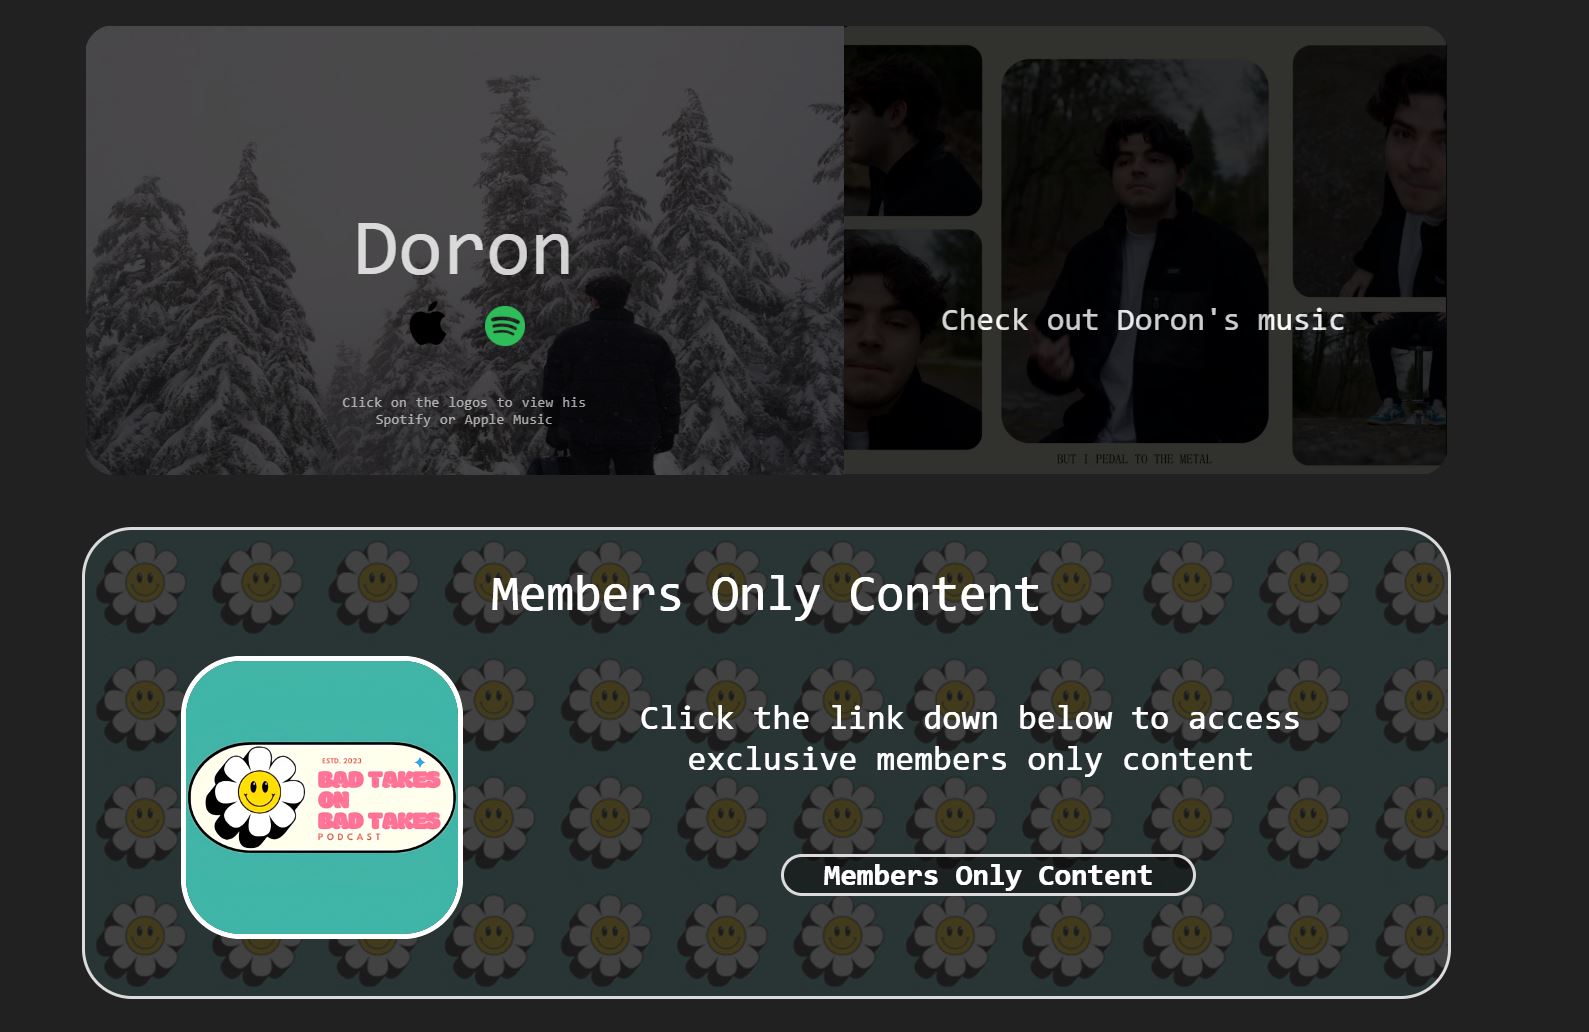 Doron
Click on the logos to view his
Spotify or Apple Music
Check out Doron's music
BUT I PEDAL TO THE METAL
Members Only Content
ESTD. 2023
BAD TAKES
ON
BAD TAKES
PODCAST
Click the link down below to access
exclusive members only content
Members Only Content